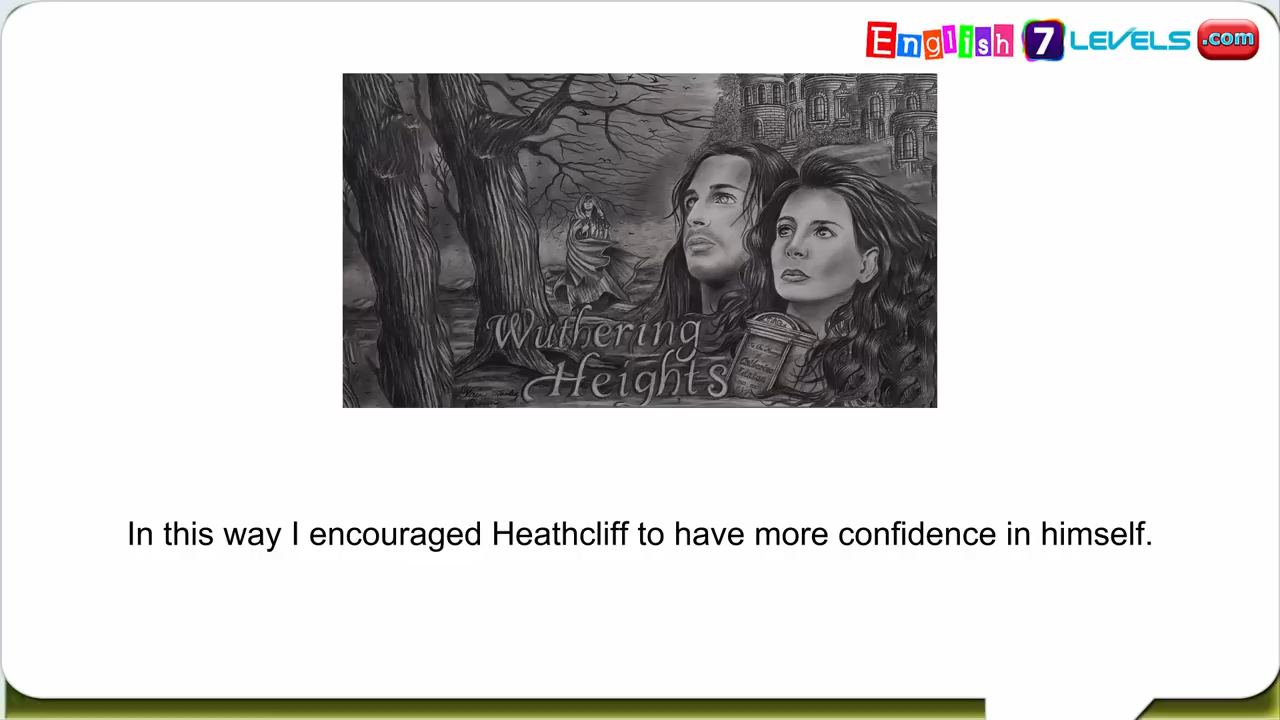 English 7 LEVELS .com
Wuthering
Heights
In this way I encouraged Heathcliff to have more confidence in himself.